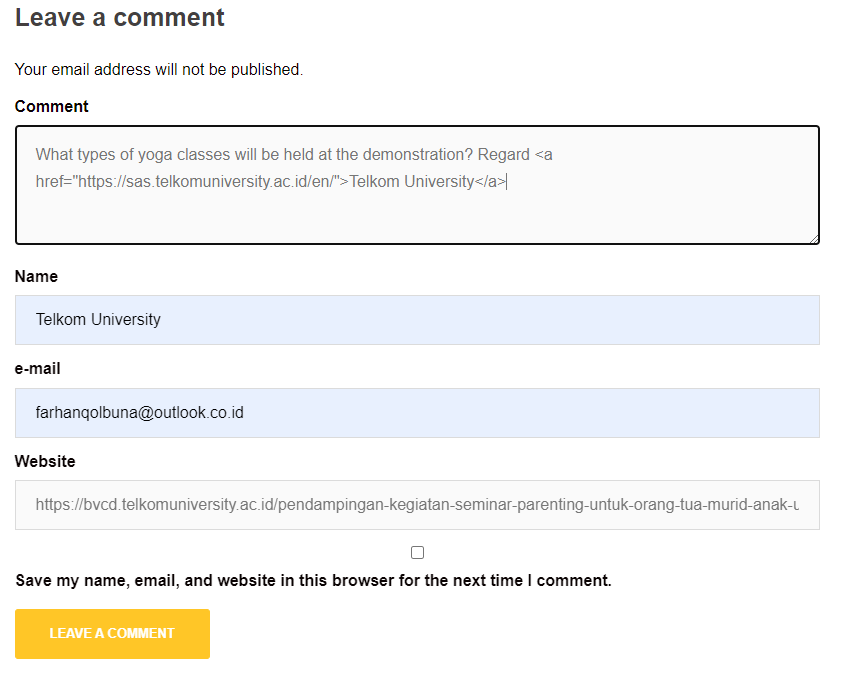 Leave a comment
Your email address will not be published.
Comment
What types of yoga classes will be held at the demonstration? Regard <a
href="https://sas.telkomuniversity.ac.id/en/">Telkom University</a>
Name
Telkom University
e-mail
farhanqolbuna@outlook.co.id
Website
https://bvcd.telkomuniversity.ac.id/pendampingan-kegiatan-seminar-parenting-untuk-orang-tua-murid-anak-u
Save my name, email, and website in this browser for the next time I comment.
LEAVE A COMMENT